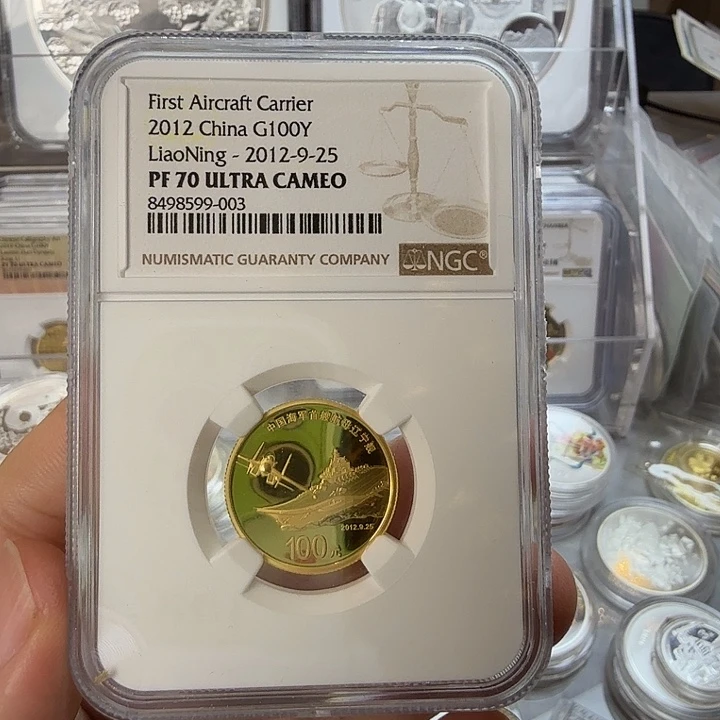 First Aircraft Carrier
2012 China G100Y
LiaoNing - 2012-9-25
PF 70 ULTRA CAMEO
8498599-003
NUMISMATIC GUARANTY COMPANY NGC®
中国海军首艘航母辽宁舰
2012.9.25
100元